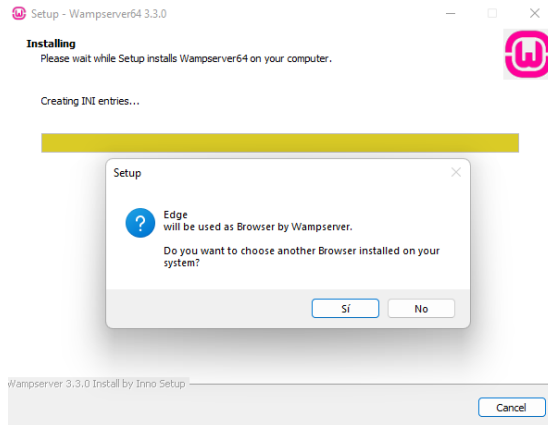 Setup - Wampserver64 3.3.0
Installing
Please wait while Setup installs Wampserver64 on your computer.
Creating INI entries...
Setup
Edge
will be used as Browser by Wampserver.
Do you want to choose another Browser installed on your
system?
Sí
No
Wampserver 3.3.0 Install by Inno Setup
Cancel